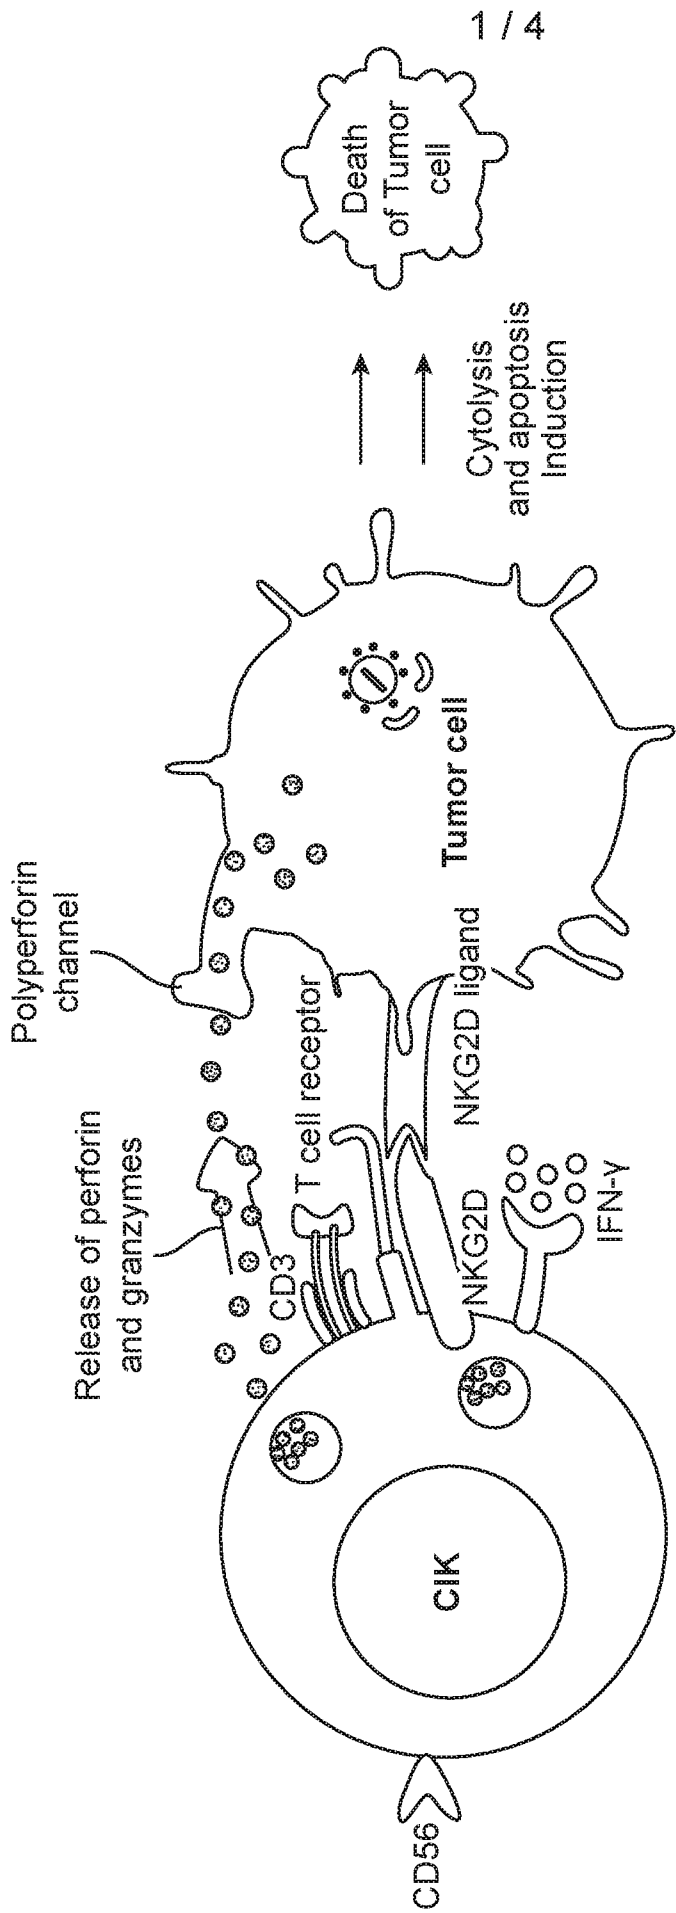 1 / 4
Polyperforin
channel
Release of perforin
and granzymes
CD3
T cell receptor
NKG2D
NKG2D ligand
IFN-γ
CIK
CD56
Tumor cell
Cytolysis
and apoptosis
Induction
Death
of Tumor
cell